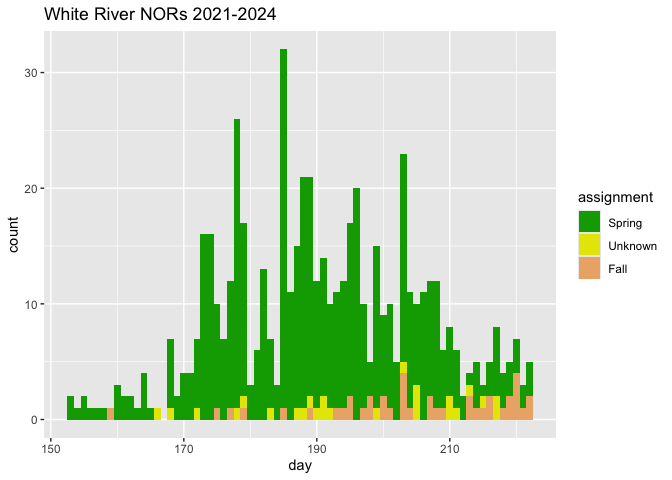 White River NORs 2021-2024
30
20
10
0
count
150
170
190
210
day
assignment
Spring
Unknown
Fall